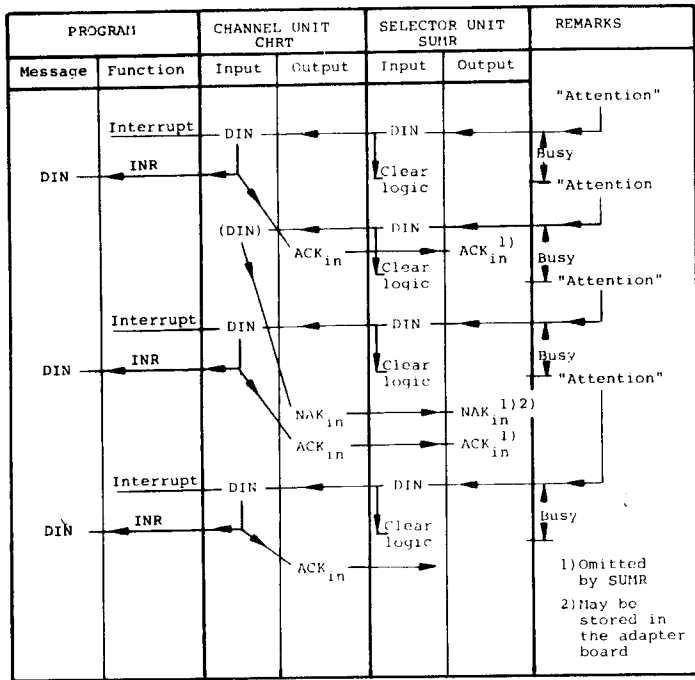 PROGRAM CHANNEL UNIT SELECTOR UNIT REMARKS
CHRT SUMR
Message Function Input Output Input Output
"Attention"
Interrupt DIN DIN
Busy
DIN INR Clear
logic "Attention
(DIN) DIN
ACKin ACKin 1)
Clear Busy
logic "Attention"
Interrupt DIN DIN
Busy
DIN INR Clear
logic "Attention"
NAKin NAKin 1)2)
ACKin ACKin 1)
Interrupt DIN DIN
Busy
DIN INR Clear
logic
ACKin
1)Omitted
by SUMR
2)May be
stored in
the adapter
board